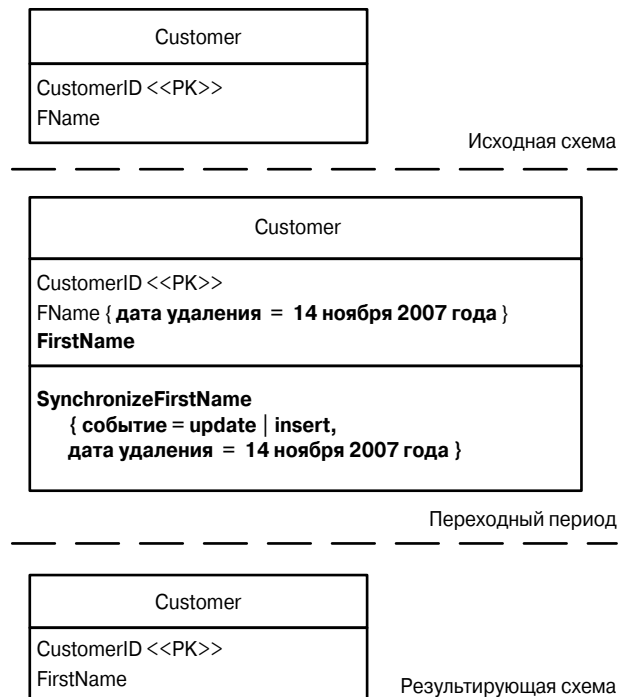 Customer
CustomerID <<PK>>
FName
Исходная схема
Customer
CustomerID <<PK>>
FName { дата удаления = 14 ноября 2007 года }
FirstName
SynchronizeFirstName
{ событие = update | insert,
дата удаления = 14 ноября 2007 года }
Переходный период
Customer
CustomerID <<PK>>
FirstName
Результирующая схема